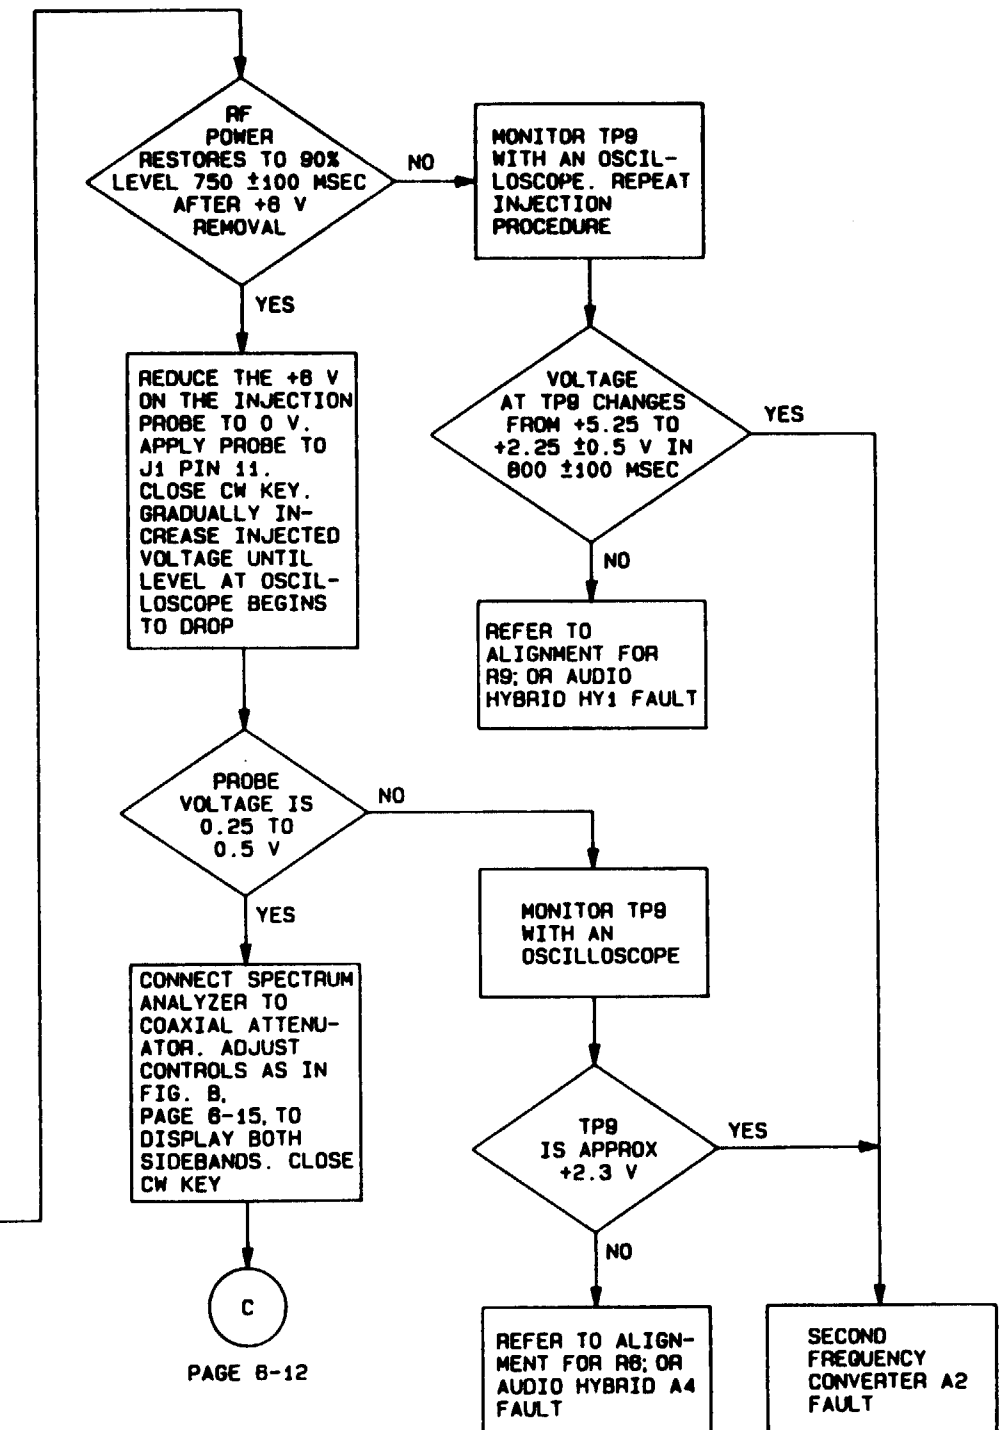 RF
POWER
RESTORES TO 90%
LEVEL 750 ±100 MSEC
AFTER +6 V
REMOVAL
NO
MONITOR TP9
WITH AN OSCIL-
LOSCOPE. REPEAT
INJECTION
PROCEDURE
YES
REDUCE THE +6 V
ON THE INJECTION
PROBE TO 0 V.
APPLY PROBE TO
J1 PIN 11.
CLOSE CW KEY.
GRADUALLY IN-
CREASE INJECTED
VOLTAGE UNTIL
LEVEL AT OSCIL-
LOSCOPE BEGINS
TO DROP
VOLTAGE
AT TP9 CHANGES
FROM +5.25 TO
+2.25 ±0.5 V IN
800 ±100 MSEC
YES
NO
REFER TO
ALIGNMENT FOR
R9; OR AUDIO
HYBRID HY1 FAULT
PROBE
VOLTAGE IS
0.25 TO
0.5 V
NO
MONITOR TP9
WITH AN
OSCILLOSCOPE
YES
CONNECT SPECTRUM
ANALYZER TO
COAXIAL ATTENU-
ATOR. ADJUST
CONTROLS AS IN
FIG. B,
PAGE 6-15, TO
DISPLAY BOTH
SIDEBANDS. CLOSE
CW KEY
TP9
IS APPROX
+2.3 V
YES
NO
C
PAGE 6-12
REFER TO ALIGN-
MENT FOR R6; OR
AUDIO HYBRID A4
FAULT
SECOND
FREQUENCY
CONVERTER A2
FAULT